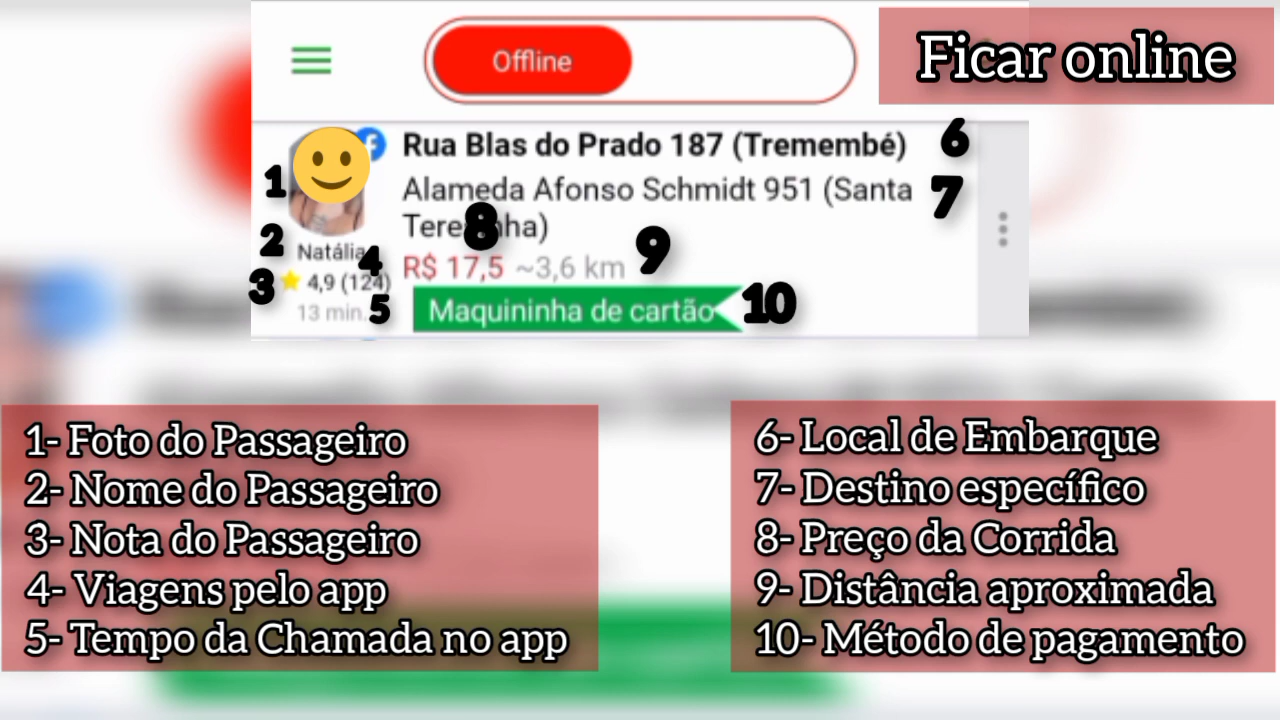 Offline
Ficar online
Rua Blas do Prado 187 (Tremembé) 6
1
Alameda Afonso Schmidt 951 (Santa 7
8
2 Natália 4
R$ 17,5 ~3,6 km 9
3 4,9 (124)
13 min. 5
Maquininha de cartão 10
1- Foto do Passageiro
2- Nome do Passageiro
3- Nota do Passageiro
4- Viagens pelo app
5- Tempo da Chamada no app
6- Local de Embarque
7- Destino específico
8- Preço da Corrida
9- Distância aproximada
10- Método de pagamento